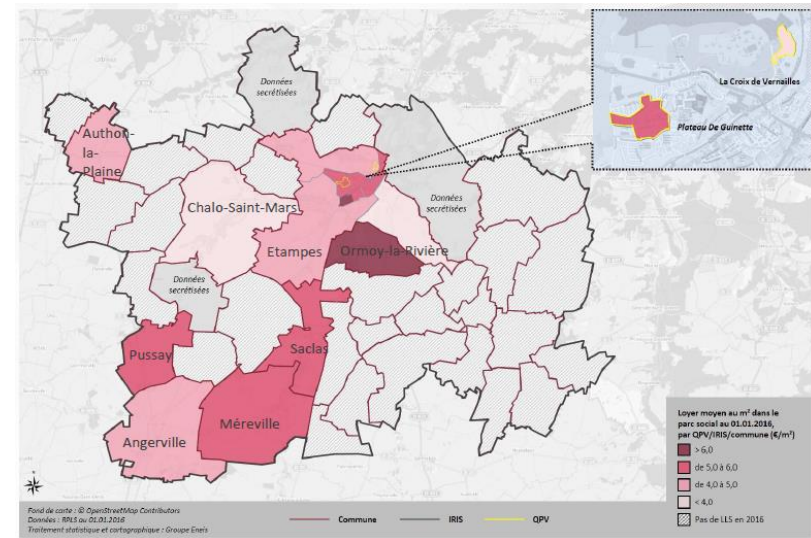 Données
secrétisées
Authon-
la-
Plaine
Chalo-Saint-Mars
Données
secrétisées
Etampes
Ormoy-la-Rivière
Données
secrétisées
Pussay
Saclas
Méreville
Angerville
La Croix de Vernailles
Plateau De Guinette
Loyer moyen au m² dans le
parc social au 01.01.2016,
par QPV/IRIS/commune (€/m²)
> 6,0
de 5,0 à 6,0
de 4,0 à 5,0
< 4,0
Pas de LLS en 2016
Fond de carte : © OpenStreetMap Contributors
Données : RPLS au 01.01.2016
Traitement statistique et cartographique : Groupe Eneis
Commune
IRIS
QPV